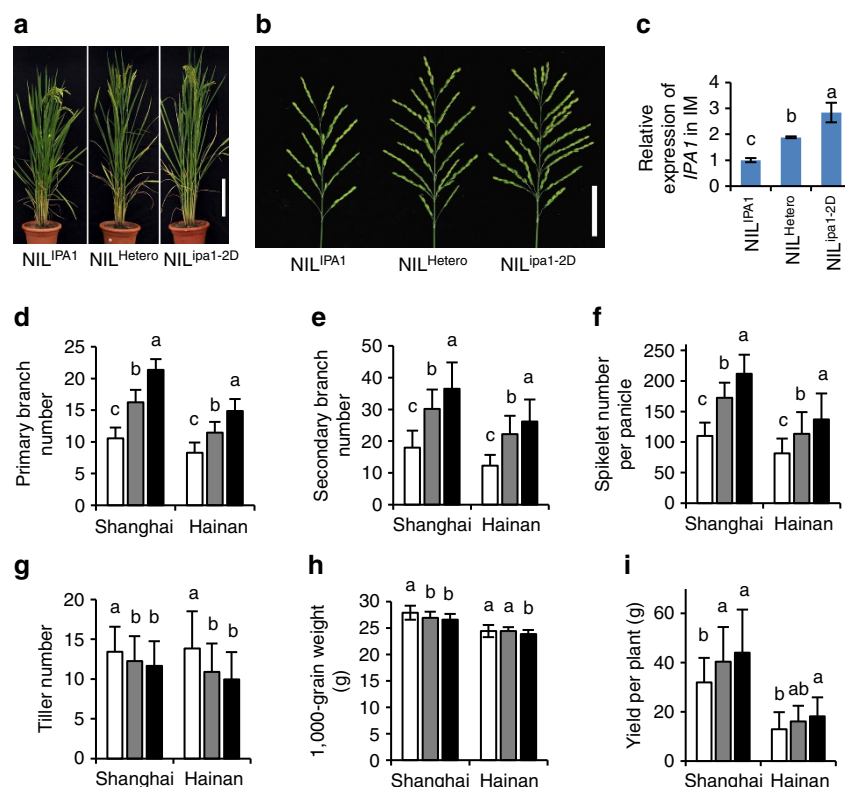 a
b
c
NIL^IPA1 NIL^Hetero NIL^ipa1-2D
NIL^IPA1 NIL^Hetero NIL^ipa1-2D
Relative
expression of
IPA1 in IM
4
3
2
1
0
c b a
NIL^IPA1
NIL^Hetero
NIL^ipa1-2D
d
Primary branch
number
25
20
15
10
5
0
c b a c b a
Shanghai Hainan
e
Secondary branch
number
50
40
30
20
10
0
c b a c b a
Shanghai Hainan
f
Spikelet number
per panicle
250
200
150
100
50
0
c b a c b a
Shanghai Hainan
g
Tiller number
20
15
10
5
0
a b b a b b
Shanghai Hainan
h
1,000-grain weight
(g)
30
25
20
15
10
5
0
a b b a a b
Shanghai Hainan
i
Yield per plant (g)
60
40
20
0
b a a b ab a
Shanghai Hainan